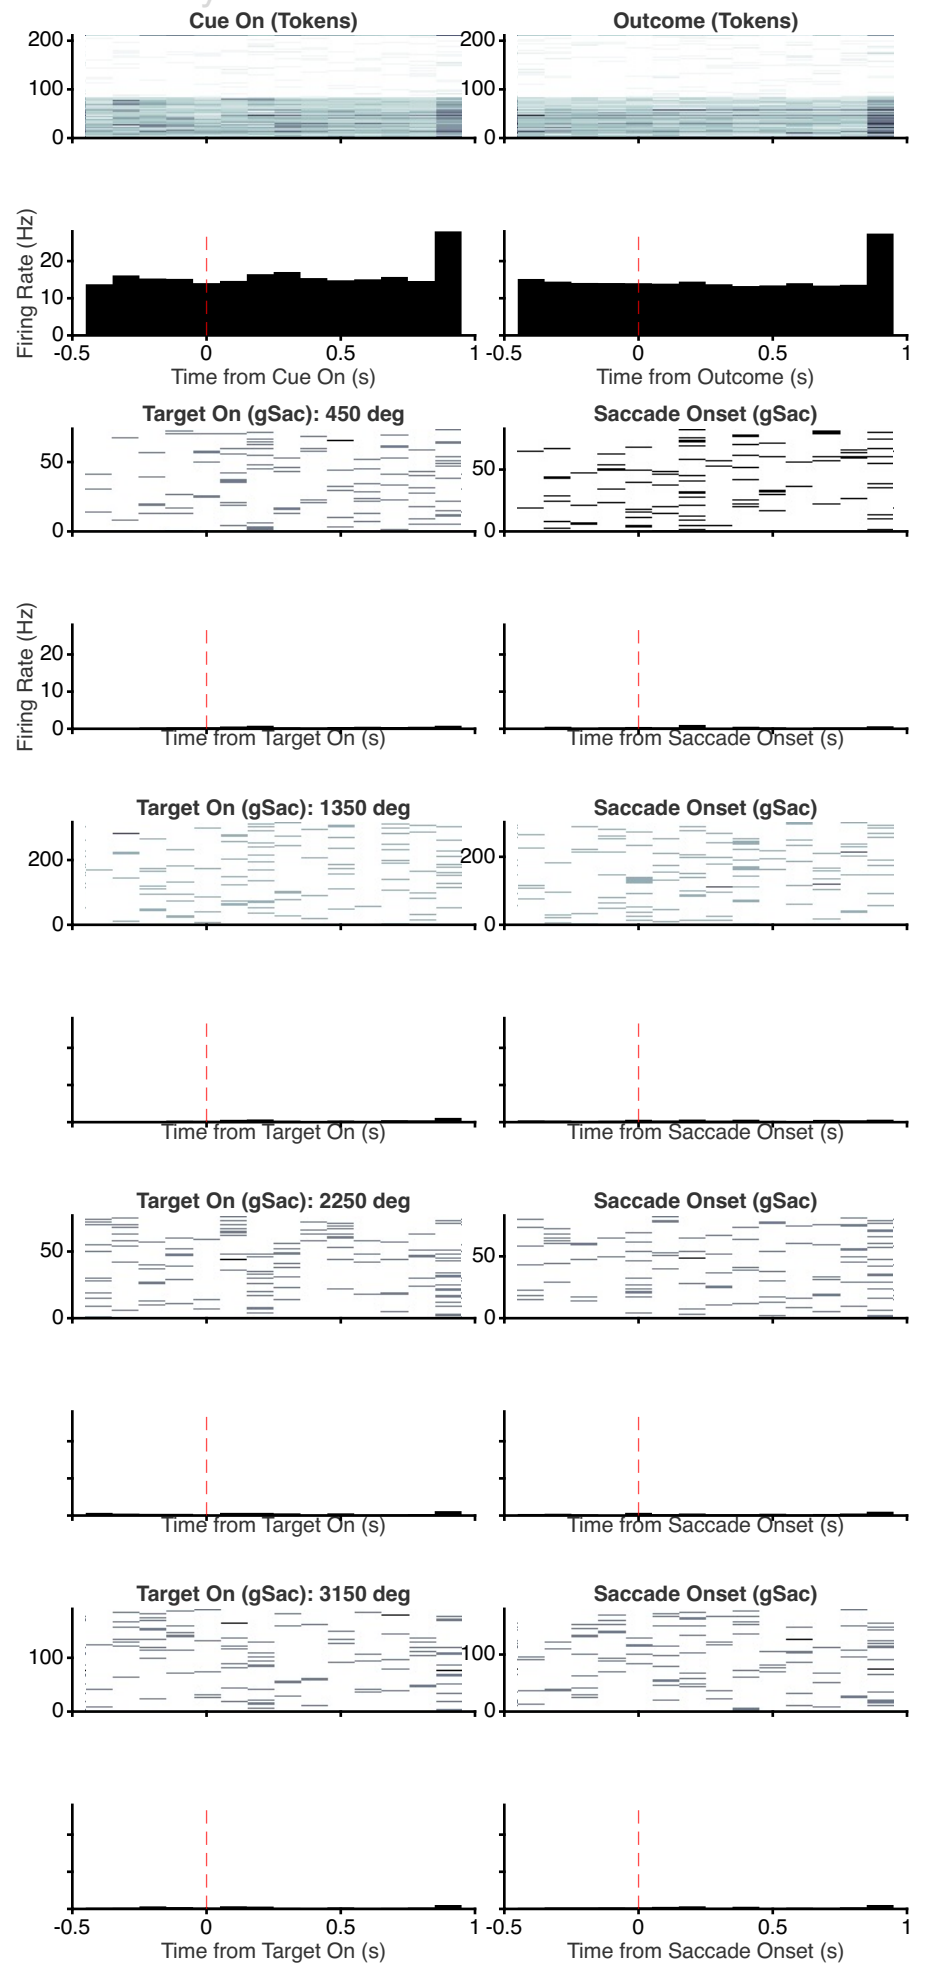 Cue On (Tokens) Outcome (Tokens)
200 200
100 100
0 0
Firing Rate (Hz)
20
10
0
-0.5 0 0.5 1 -0.5 0 0.5 1
Time from Cue On (s) Time from Outcome (s)
Target On (gSac): 450 deg Saccade Onset (gSac)
50 50
0 0
Firing Rate (Hz)
20
10
0
Time from Target On (s) Time from Saccade Onset (s)
Target On (gSac): 1350 deg Saccade Onset (gSac)
200 200
0 0
Time from Target On (s) Time from Saccade Onset (s)
Target On (gSac): 2250 deg Saccade Onset (gSac)
50 50
0 0
Time from Target On (s) Time from Saccade Onset (s)
Target On (gSac): 3150 deg Saccade Onset (gSac)
100 100
0 0
-0.5 0 0.5 1 -0.5 0 0.5 1
Time from Target On (s) Time from Saccade Onset (s)